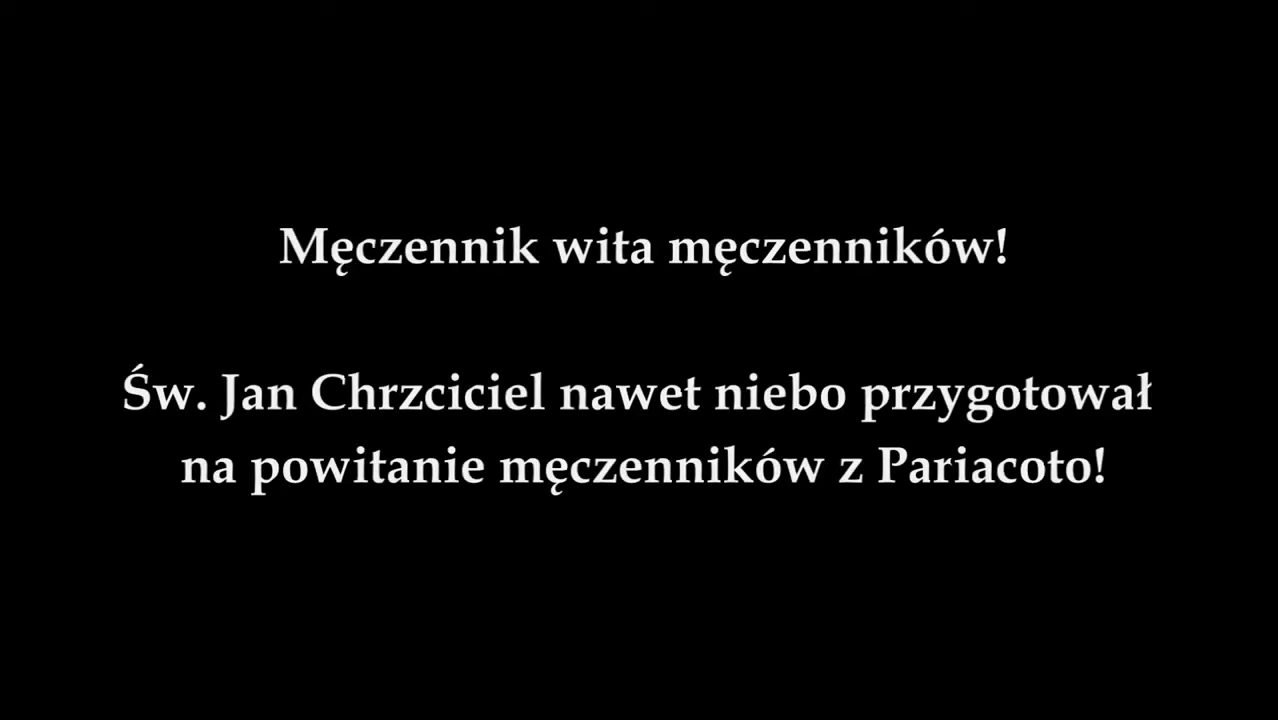 Męczennik wita męczenników!
Św. Jan Chrzciciel nawet niebo przygotował
na powitanie męczenników z Pariacoto!